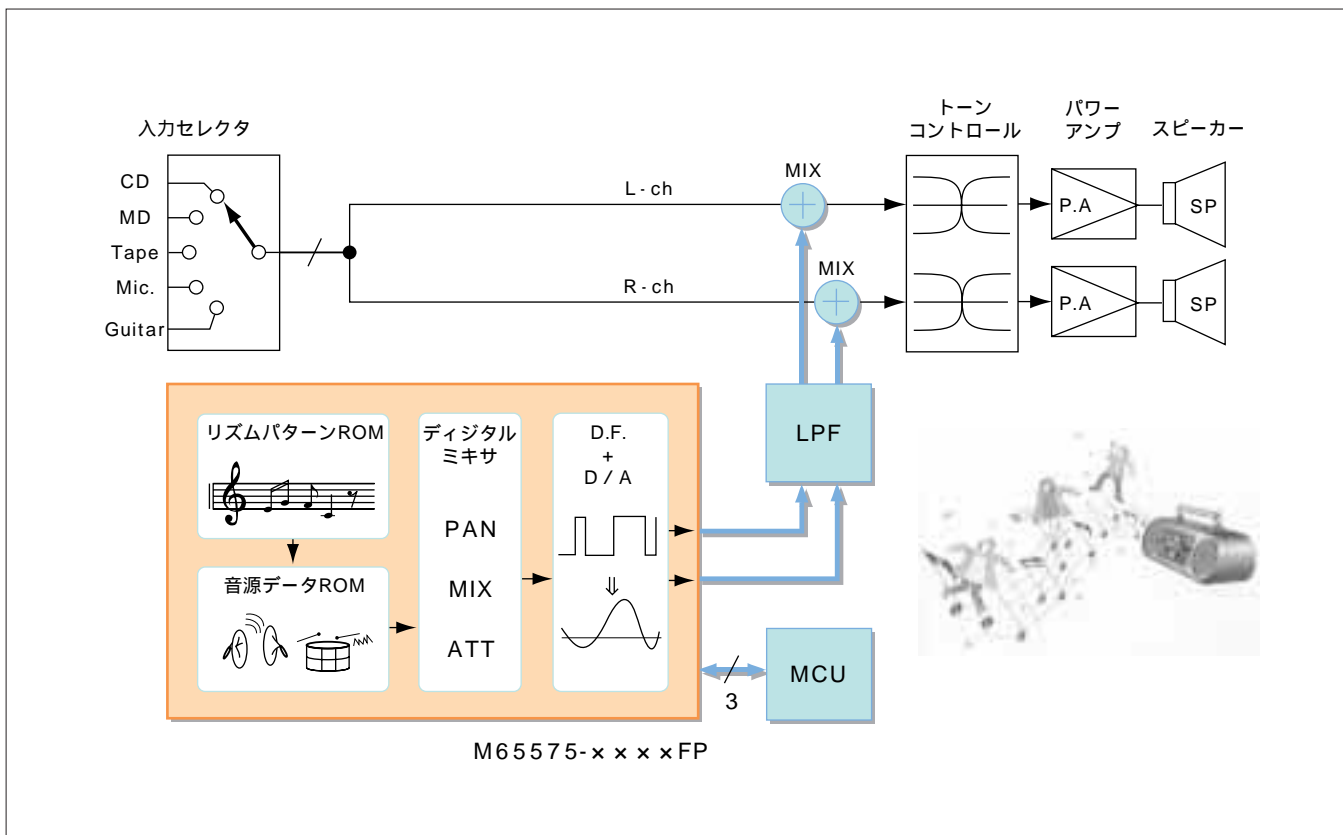 入力セレクタ
CD
MD
Tape
Mic.
Guitar
L-ch
R-ch
MIX
MIX
トーン
コントロール
パワー
アンプ
スピーカー
P.A
SP
P.A
SP
リズムパターンROM
音源データROM
ディジタル
ミキサ
PAN
MIX
ATT
D.F.
+
D/A
LPF
MCU
3
M65575-××××FP